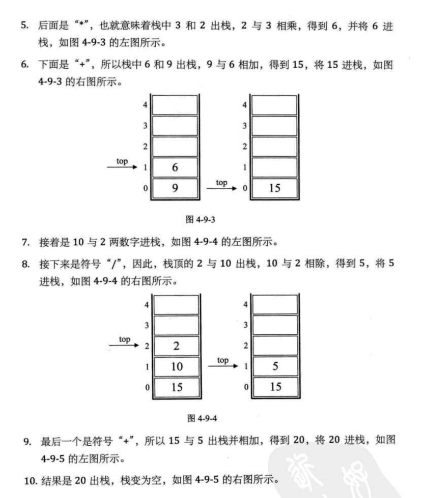 5. 后面是“*”，也就意味着栈中 3 和 2 出栈，2 与 3 相乘，得到 6，并将 6 进
栈，如图 4-9-3 的左图所示。
6. 下面是“+”，所以栈中 6 和 9 出栈，9 与 6 相加，得到 15，将 15 进栈，如图
4-9-3 的右图所示。
4 4
3 3
2 2
top 1 6 1
0 9 top 0 15
图 4-9-3
7. 接着是 10 与 2 两数字进栈，如图 4-9-4 的左图所示。
8. 接下来是符号“/”，因此，栈顶的 2 与 10 出栈，10 与 2 相除，得到 5，将 5
进栈，如图 4-9-4 的右图所示。
4 4
3 3
top 2 2 2
1 10 top 1 5
0 15 0 15
图 4-9-4
9. 最后一个是符号“+”，所以 15 与 5 出栈并相加，得到 20，将 20 进栈，如图
4-9-5 的左图所示。
10. 结果是 20 出栈，栈变为空，如图 4-9-5 的右图所示。